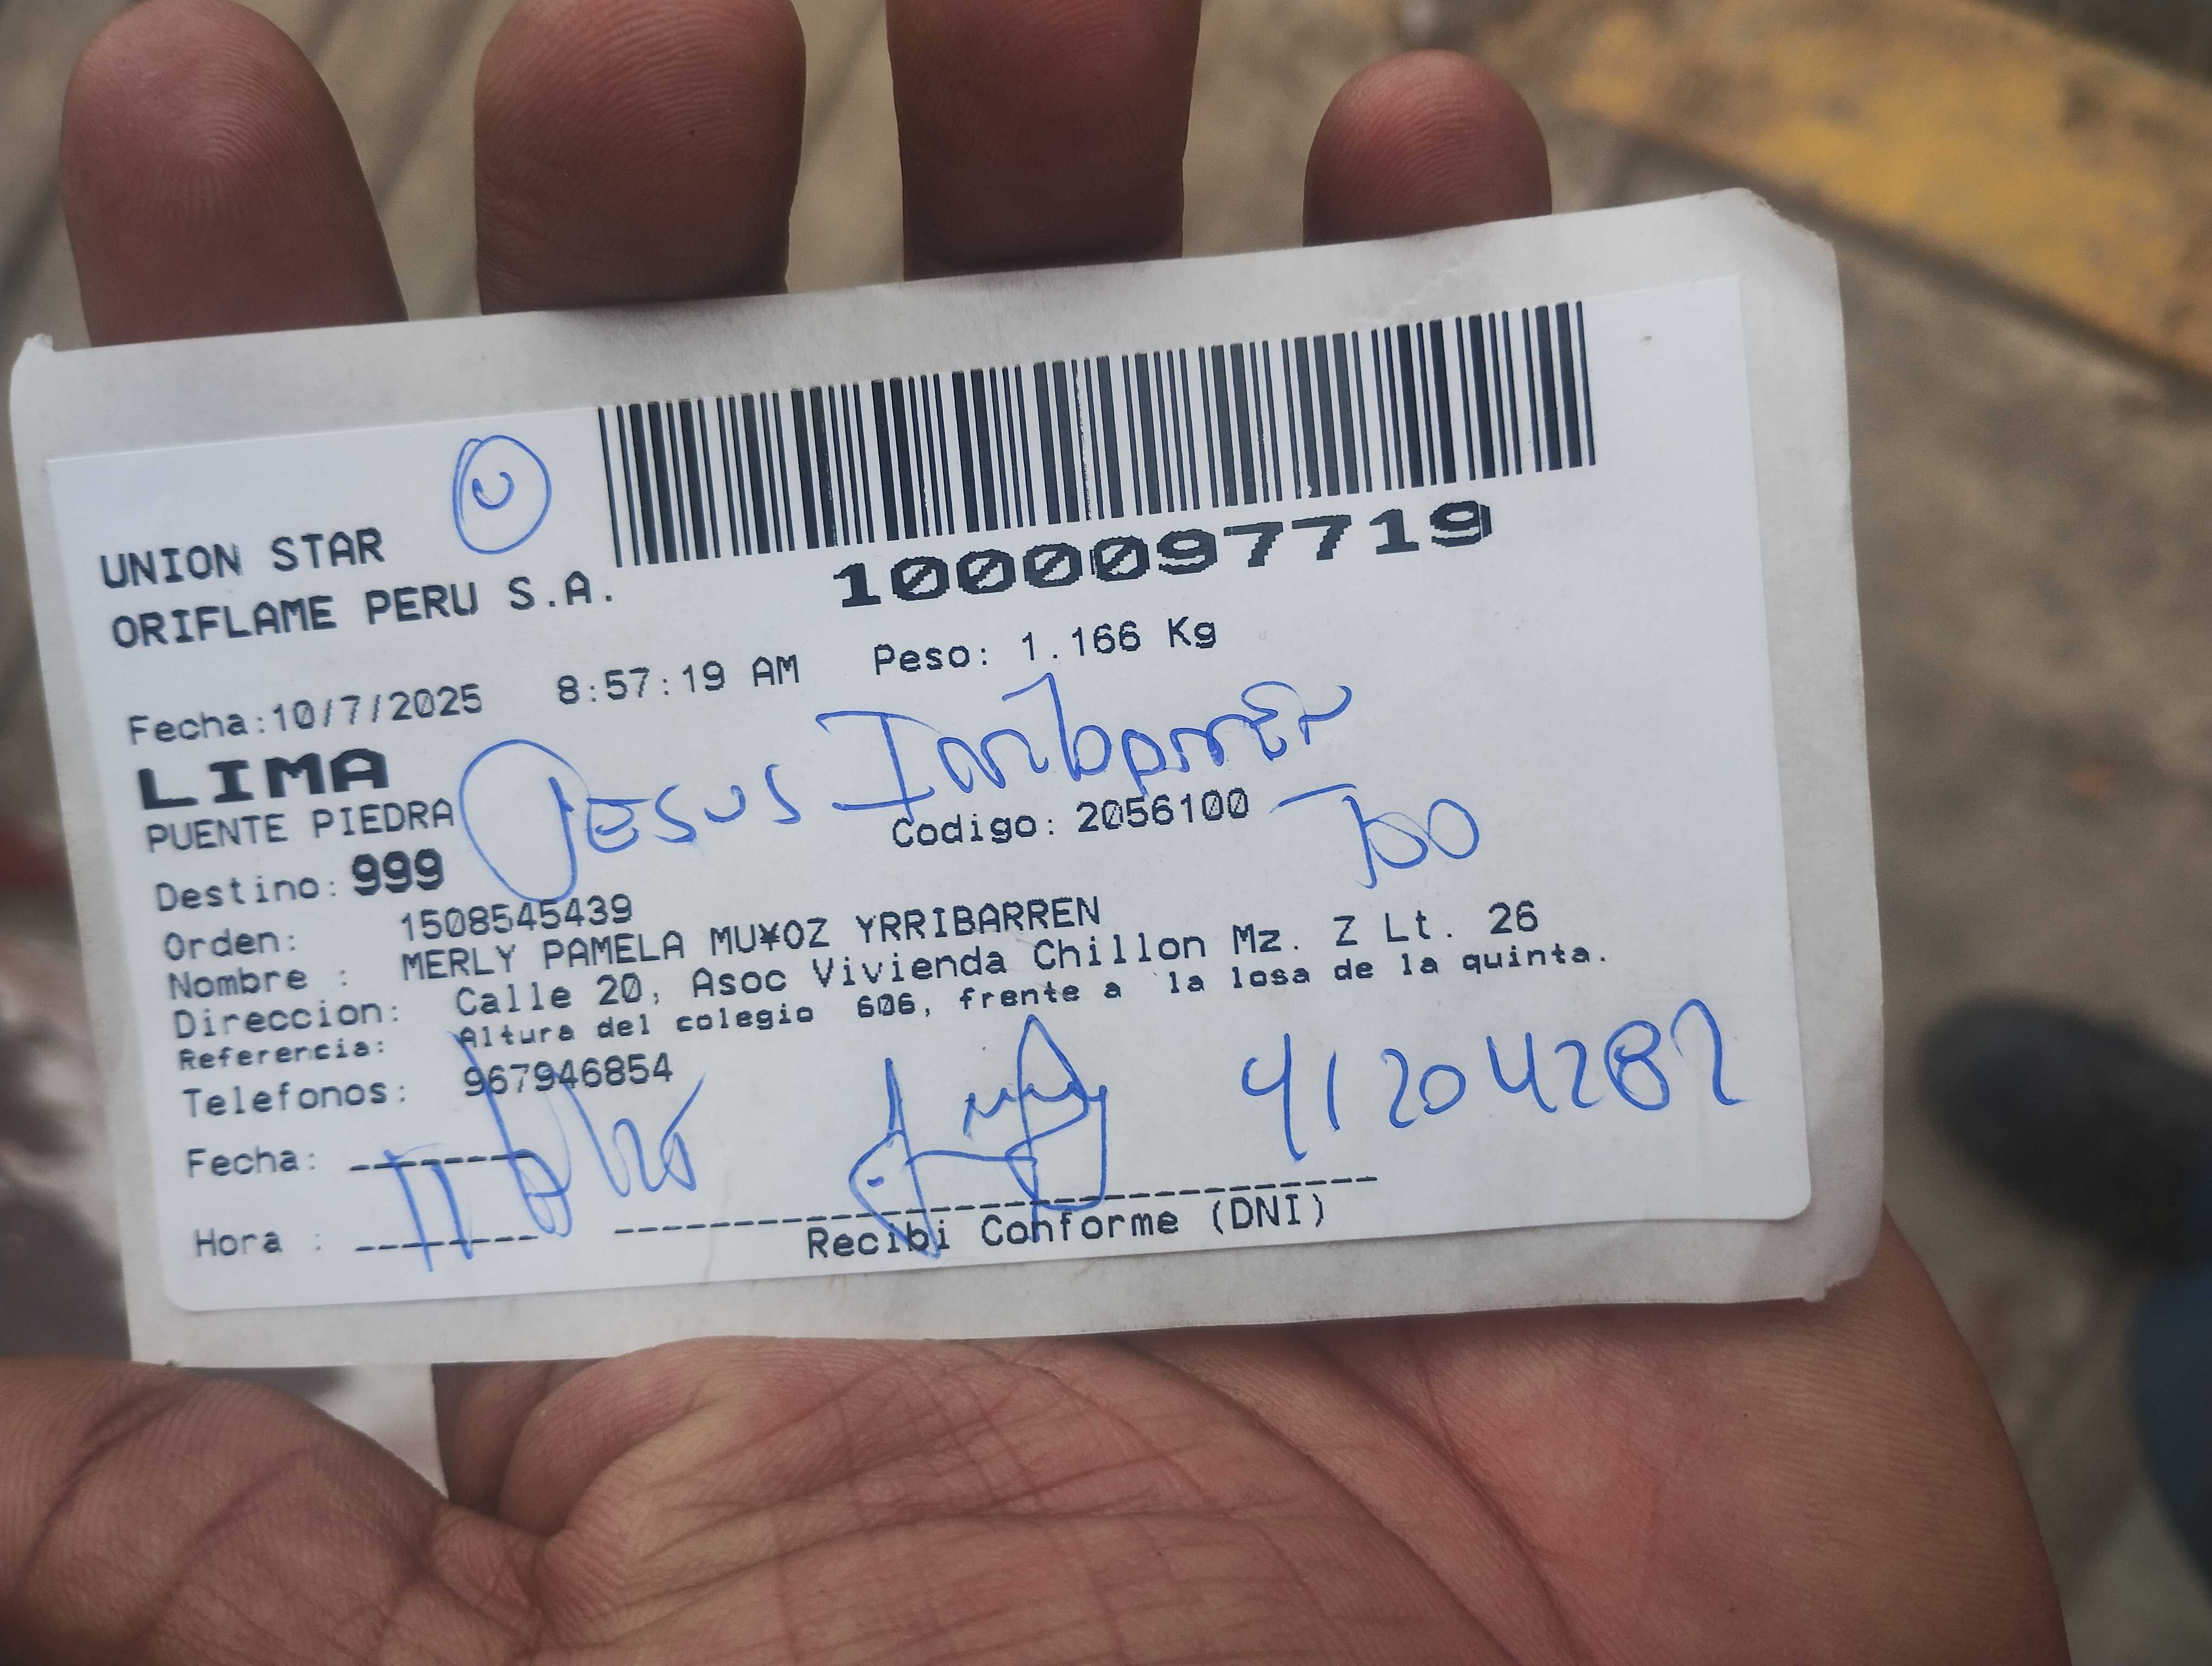 UNION STAR
ORIFLAME PERU S.A.
1000097719
Fecha:10/7/2025 8:57:19 AM Peso: 1.166 Kg
LIMA
PUENTE PIEDRA
JESUS
Destino: 999 Codigo: 2056100
Orden: 1508545439
Nombre : MERLY PAMELA MU¥OZ YRRIBARREN
Direccion: Calle 20, Asoc Vivienda Chillon Mz. Z Lt. 26
Referencia: Altura del colegio 606, frente a la losa de la quinta.
Telefonos: 967946854
41204282
Fecha:
Hora :
Recibi Conforme (DNI)